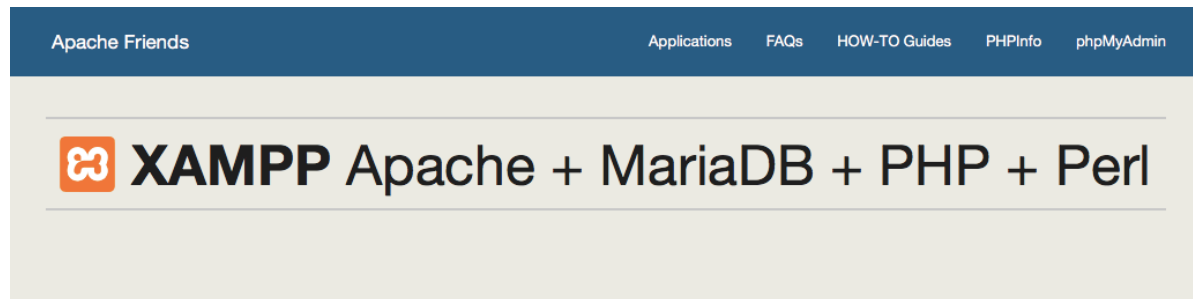 Apache Friends Applications FAQs HOW-TO Guides PHPInfo phpMyAdmin
XAMPP Apache + MariaDB + PHP + Perl